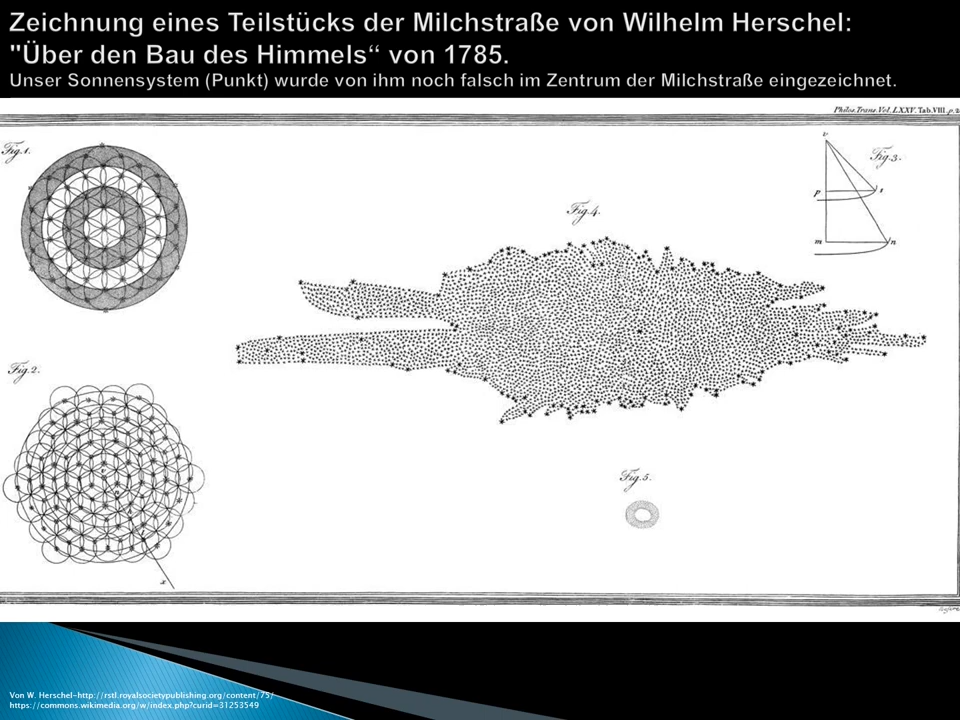 Zeichnung eines Teilstücks der Milchstraße von Wilhelm Herschel:
"Über den Bau des Himmels“ von 1785.
Unser Sonnensystem (Punkt) wurde von ihm noch falsch im Zentrum der Milchstraße eingezeichnet.
Philos. Trans. Vol. LXXV. Tab. VIII. p.2
Fig. 1.
Fig. 3.
v
p
s
m
n
Fig. 4.
Fig. 2.
Fig. 5.
x
Von W. Herschel-http://rstl.royalsocietypublishing.org/content/75/
https://commons.wikimedia.org/w/index.php?curid=31253549